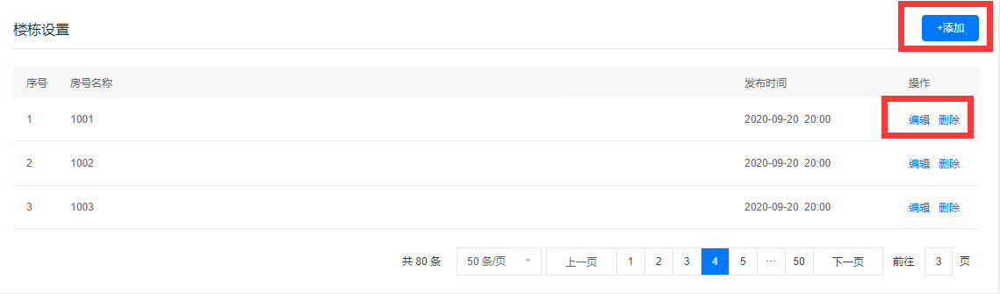 楼栋设置
+添加
序号 房号名称 发布时间 操作
1 1001 2020-09-20 20:00 编辑 删除
2 1002 2020-09-20 20:00 编辑 删除
3 1003 2020-09-20 20:00 编辑 删除
共 80 条 50 条/页 上一页 1 2 3 4 5 ··· 50 下一页 前往 3 页